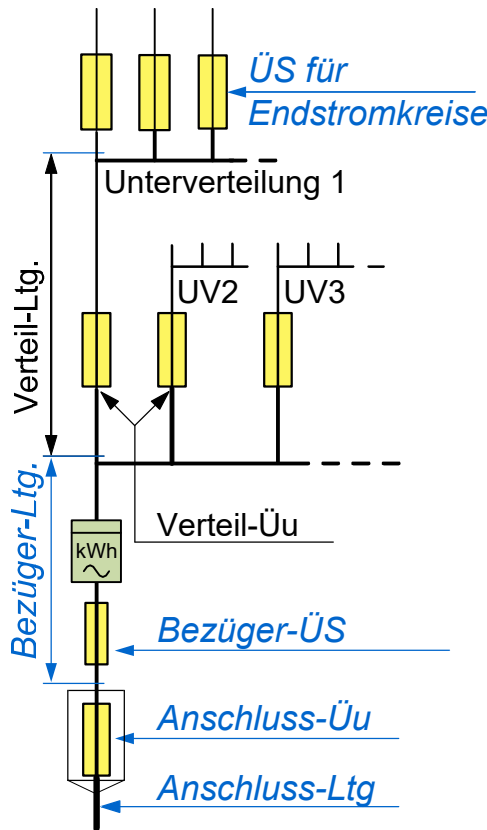 ÜS für
Endstromkreise
Unterverteilung 1
Verteil-Ltg.
UV2
UV3
Bezüger-Ltg.
Verteil-Üu
kWh
Bezüger-ÜS
Anschluss-Üu
Anschluss-Ltg